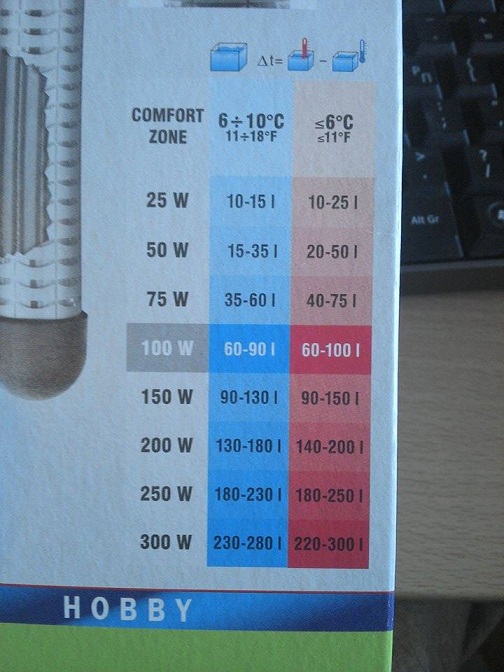 Δt= -
COMFORT ZONE 6÷10°C 11÷18°F ≤6°C ≤11°F
25 W 10-15 l 10-25 l
50 W 15-35 l 20-50 l
75 W 35-60 l 40-75 l
100 W 60-90 l 60-100 l
150 W 90-130 l 90-150 l
200 W 130-180 l 140-200 l
250 W 180-230 l 180-250 l
300 W 230-280 l 220-300 l
HOBBY
Alt Gr